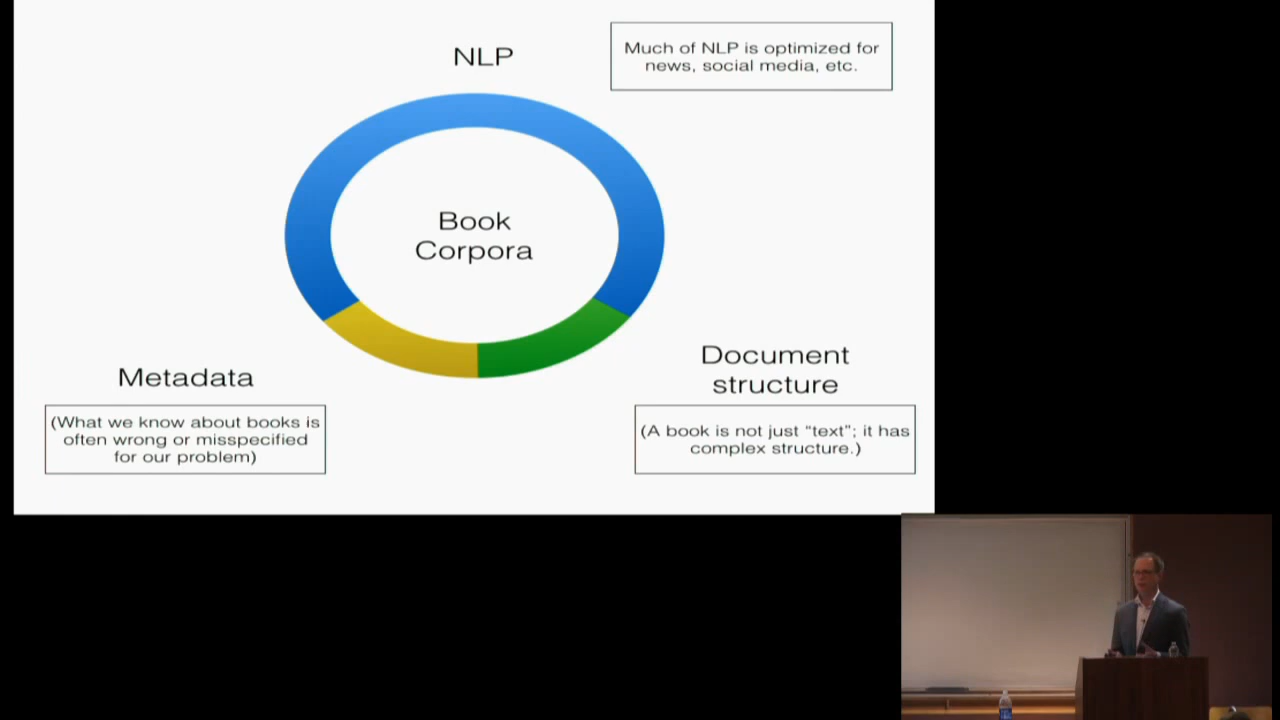 NLP
Much of NLP is optimized for
news, social media, etc.
Book
Corpora
Metadata
(What we know about books is
often wrong or misspecified
for our problem)
Document
structure
(A book is not just “text”; it has
complex structure.)